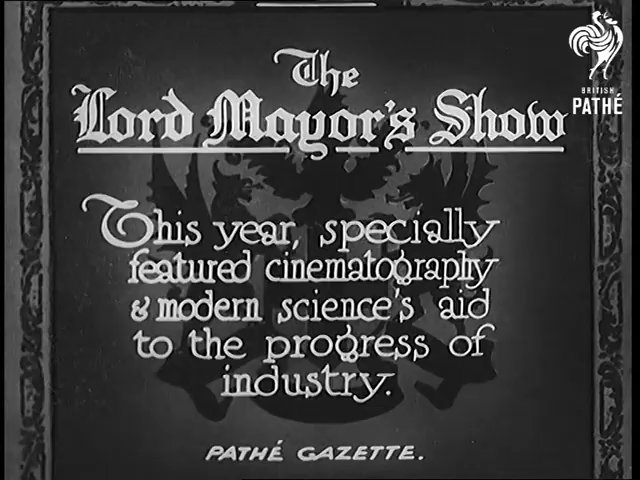 The
Lord Mayor's Show
This year, specially
featured cinematography
& modern science's aid
to the progress of
industry.
PATHÉ GAZETTE.
BRITISH
PATHÉ